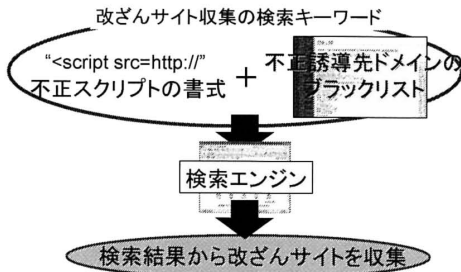 改ざんサイト収集の検索キーワード
“<script src=http://”
不正スクリプトの書式
+
不正誘導先ドメインの
ブラックリスト
検索エンジン
検索結果から改ざんサイトを収集